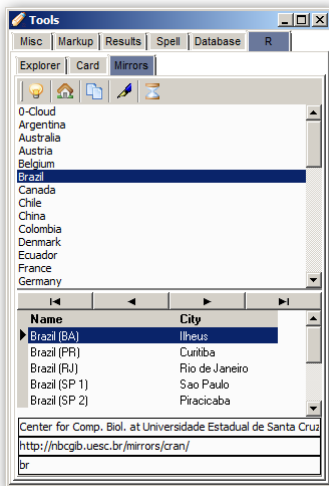 Tools
Misc Markup Results Spell Database R
Explorer Card Mirrors
0-Cloud
Argentina
Australia
Austria
Belgium
Brazil
Canada
Chile
China
Colombia
Denmark
Ecuador
France
Germany
Name City
Brazil (BA) Ilheus
Brazil (PR) Curitiba
Brazil (RJ) Rio de Janeiro
Brazil (SP 1) Sao Paulo
Brazil (SP 2) Piracicaba
Center for Comp. Biol. at Universidade Estadual de Santa Cruz
http://nbcgib.uesc.br/mirrors/cran/
br